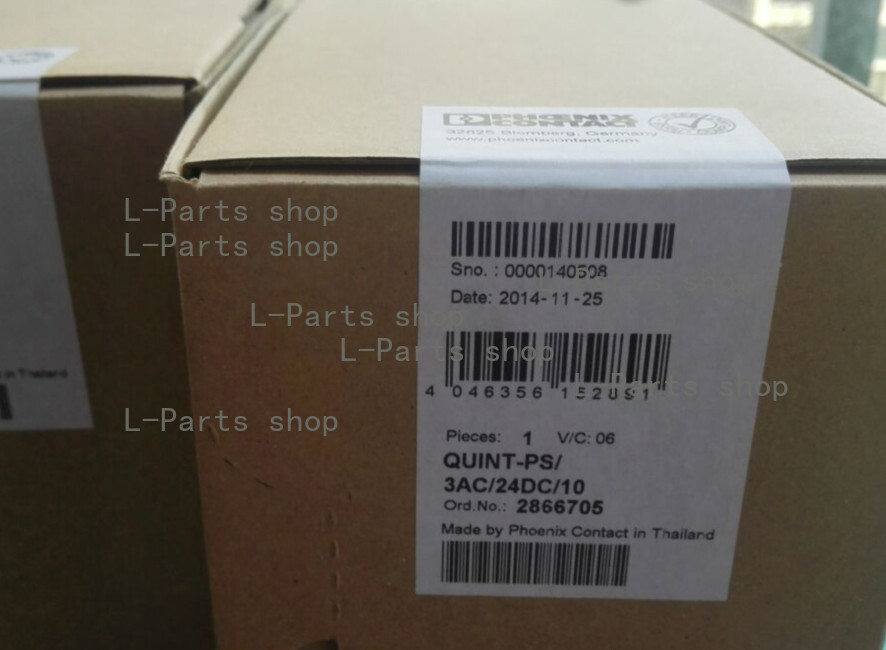 PHOENIX
CONTACT
32825 Blomberg, Germany
www.phoenixcontact.com
L-Parts shop
L-Parts shop
Sno. : 0000140508
Date: 2014-11-25
L-Parts shop
L-Parts shop
4 046356 152891
L-Parts shop
in Thailand
L-Parts shop
Pieces: 1 V/C: 06
QUINT-PS/
3AC/24DC/10
Ord.No.: 2866705
Made by Phoenix Contact in Thailand